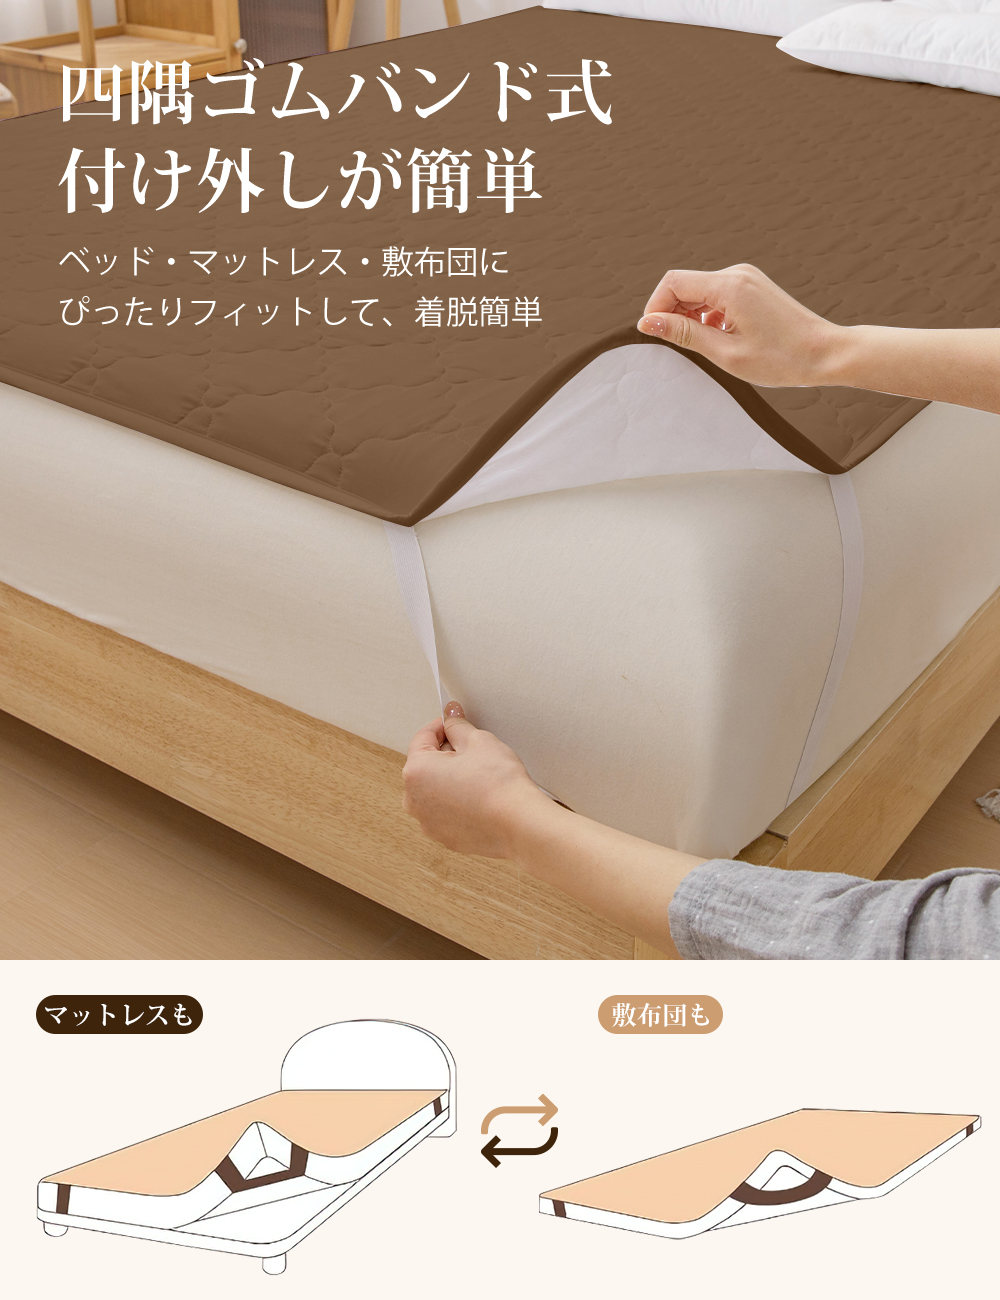 四隅ゴムバンド式
付け外しが簡単
ベッド・マットレス・敷布団に
ぴったりフィットして、着脱簡単
マットレスも
敷布団も